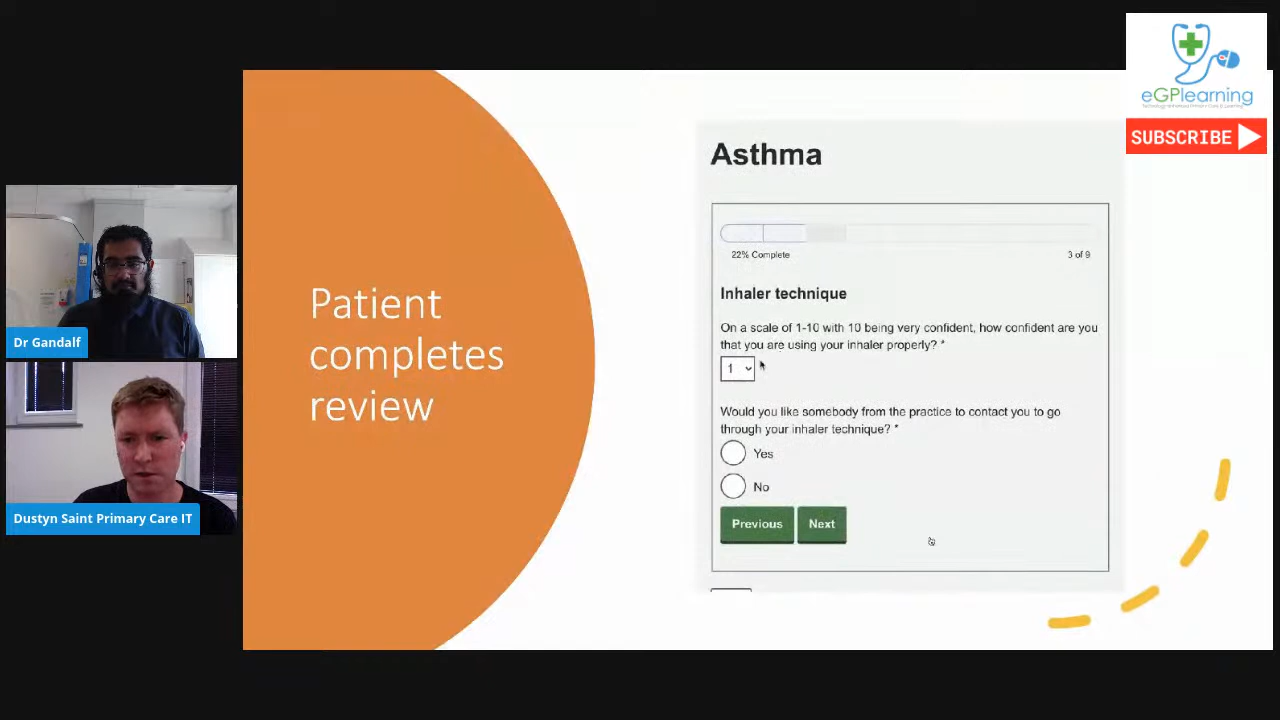 eGPlearning
SUBSCRIBE
Asthma
22% Complete
3 of 9
Inhaler technique
On a scale of 1-10 with 10 being very confident, how confident are you
that you are using your inhaler properly? *
1
Would you like somebody from the practice to contact you to go
through your inhaler technique? *
Yes
No
Previous
Next
Patient
completes
review
Dr Gandalf
Dustyn Saint Primary Care IT